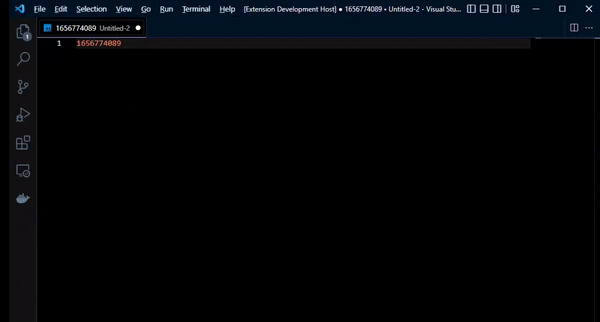 File Edit Selection View Go Run Terminal Help [Extension Development Host] ● 1656774089 • Untitled-2 - Visual Stu...
1656774089 Untitled-2 ●
1 1656774089
1